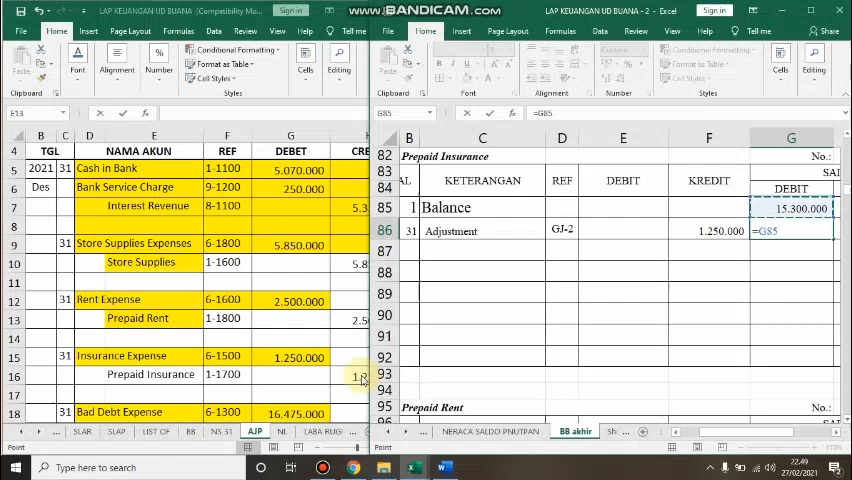 LAP KEUANGAN UD BUANA [Compatibility Mo...
Sign in
www.BANDICAM.com
LAP KEUANGAN UD BUANA - 2 - Excel
Sign in
File Home Insert Page Layout Formulas Data Review View Help
File Home Insert Page Layout Formulas Data Review View Help Share
Paste
Clipboard
Font
Alignment
Number
Conditional Formatting
Format as Table
Cell Styles
Styles
Cells
Editing
Paste
Clipboard
Font
Alignment
Number
Custom
Conditional Formatting
Format as Table
Cell Styles
Styles
Cells
Editing
E13
G85
=G85
B C D E F G H
4 TGL NAMA AKUN REF DEBET CRE
5 2021 31 Cash in Bank 1-1100 5.070.000
6 Des Bank Service Charge 9-1200 250.000
7 Interest Revenue 8-1100 5.3
8
9 31 Store Supplies Expenses 6-1800 5.850.000
10 Store Supplies 1-1600 5.8
11
12 31 Rent Expense 6-1600 2.500.000
13 Prepaid Rent 1-1800 2.50
14
15 31 Insurance Expense 6-1500 1.250.000
16 Prepaid Insurance 1-1700
17
18 31 Bad Debt Expense 6-1300 16.475.000
... SLAR SLAP LIST OF BB NS 31 AJP NL LABA RUGI
Point
B C D E F G
82 Prepaid Insurance No.:
83 AL KETERANGAN REF DEBIT KREDIT SAL
84 DEBIT
85 1 Balance 15.300.000
86 31 Adjustment GJ-2 1.250.000 =G85
87
88
89
90
91
92
93
94
95 Prepaid Rent No.:
... NERACA SALDO PNUTPAN BB akhir Sh ...
Point
170%
Type here to search
22.49
27/02/2021